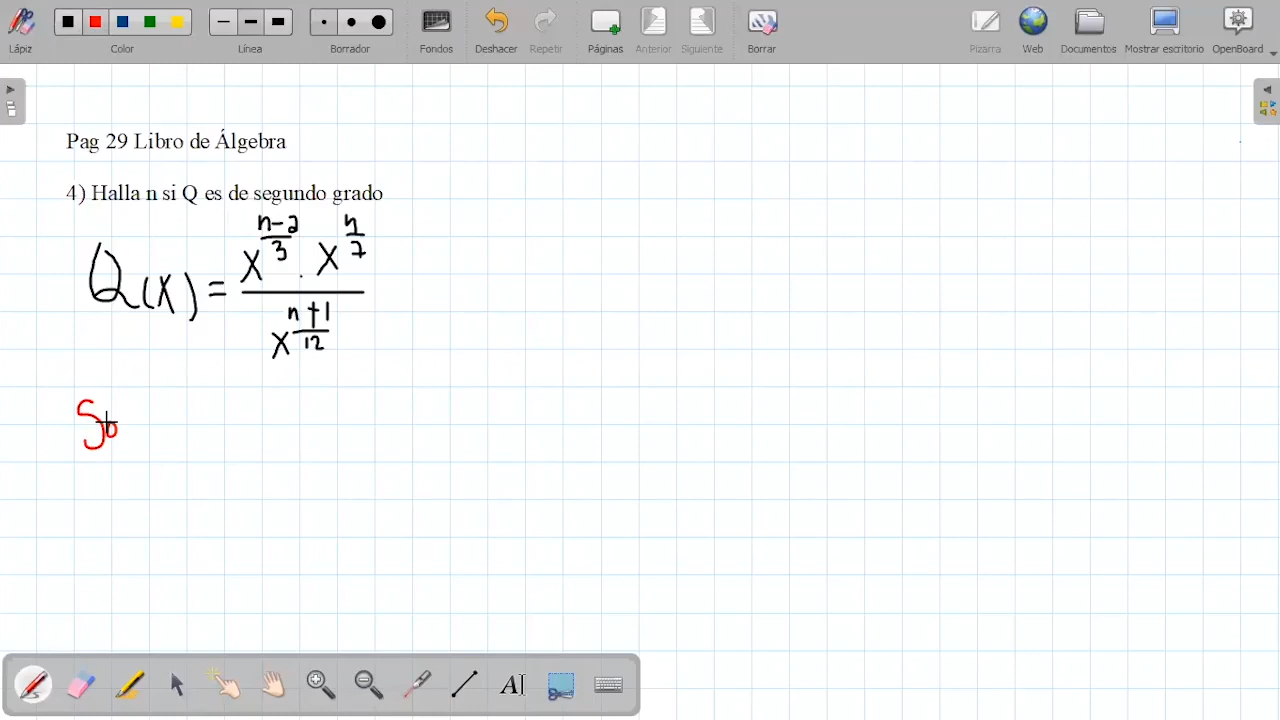 Lápiz Color Línea Borrador Fondos Deshacer Repetir Páginas Anterior Siguiente Borrar Pizarra Web Documentos Mostrar escritorio OpenBoard
Pag 29 Libro de Álgebra
4) Halla n si Q es de segundo grado
n-2 n
3 7
Q(x) = x . x
n+1
x 12
So
AI